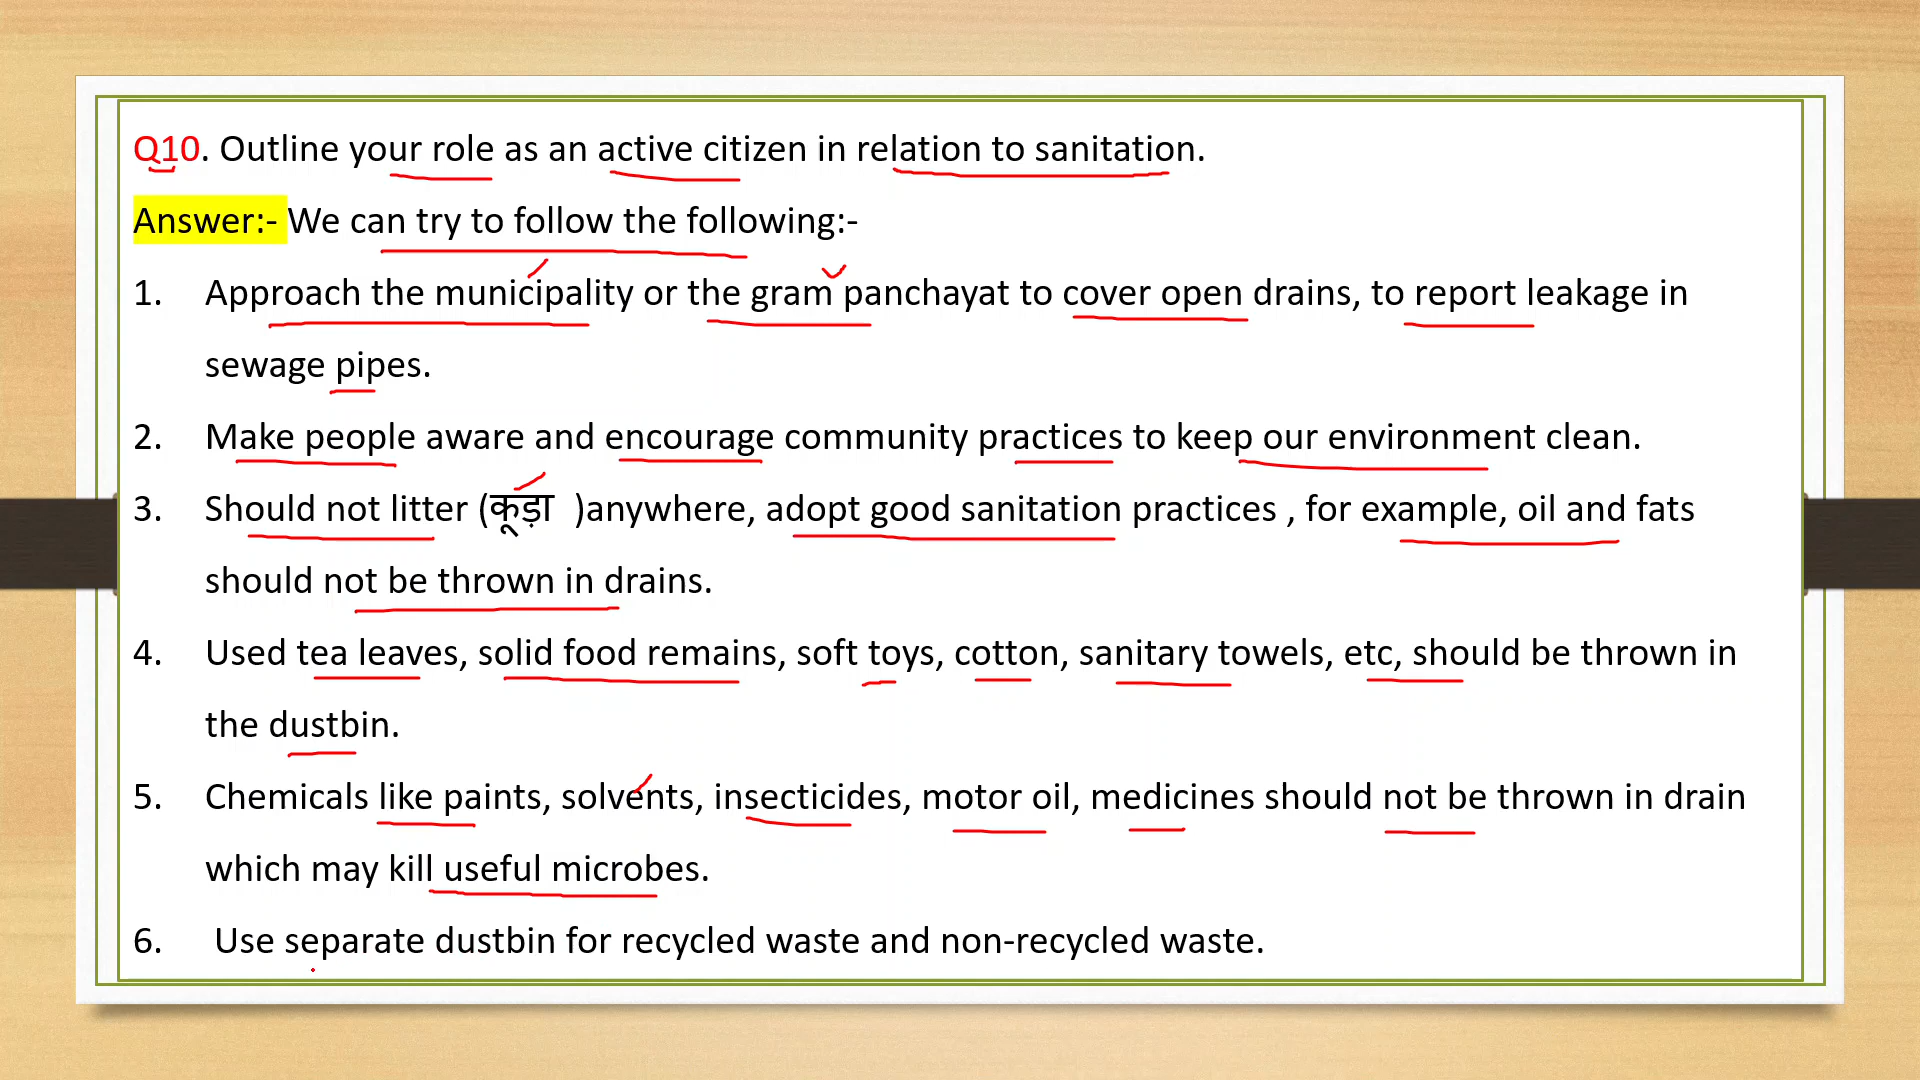 Q10. Outline your role as an active citizen in relation to sanitation.
Answer:- We can try to follow the following:-
1. Approach the municipality or the gram panchayat to cover open drains, to report leakage in
sewage pipes.
2. Make people aware and encourage community practices to keep our environment clean.
3. Should not litter (कूड़ा )anywhere, adopt good sanitation practices , for example, oil and fats
should not be thrown in drains.
4. Used tea leaves, solid food remains, soft toys, cotton, sanitary towels, etc, should be thrown in
the dustbin.
5. Chemicals like paints, solvents, insecticides, motor oil, medicines should not be thrown in drain
which may kill useful microbes.
6. Use separate dustbin for recycled waste and non-recycled waste.